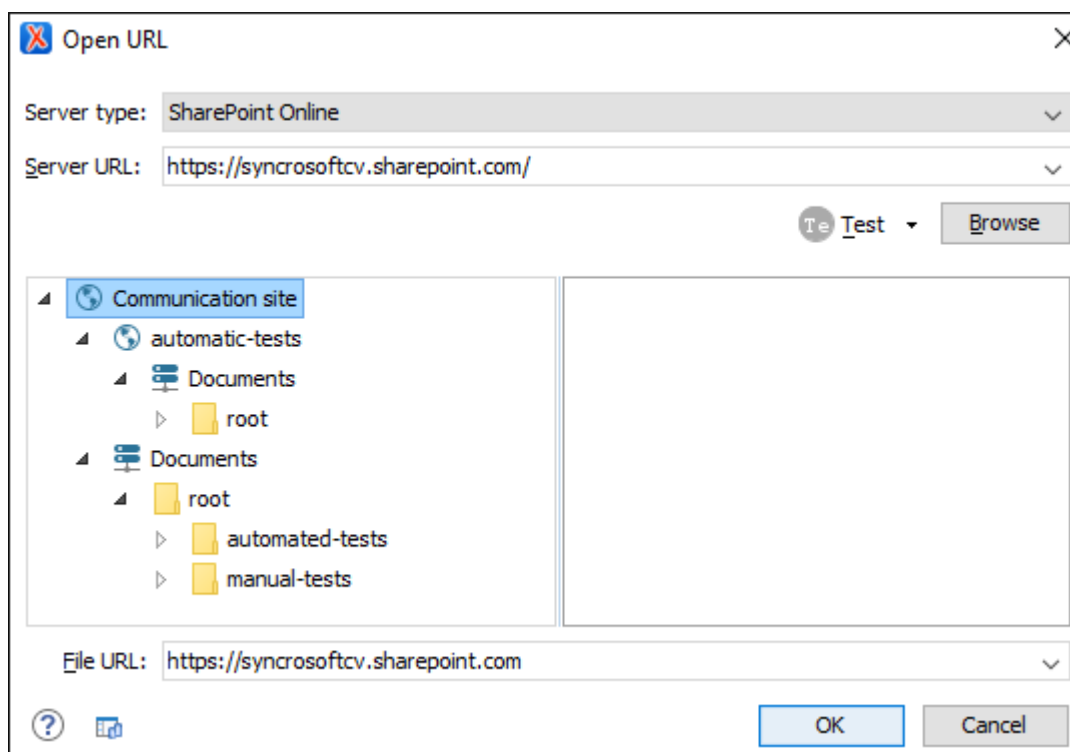 Open URL
Server type: SharePoint Online
Server URL: https://syncrosoftcv.sharepoint.com/
Te Test Browse
Communication site
automatic-tests
Documents
root
Documents
root
automated-tests
manual-tests
File URL: https://syncrosoftcv.sharepoint.com
? OK Cancel